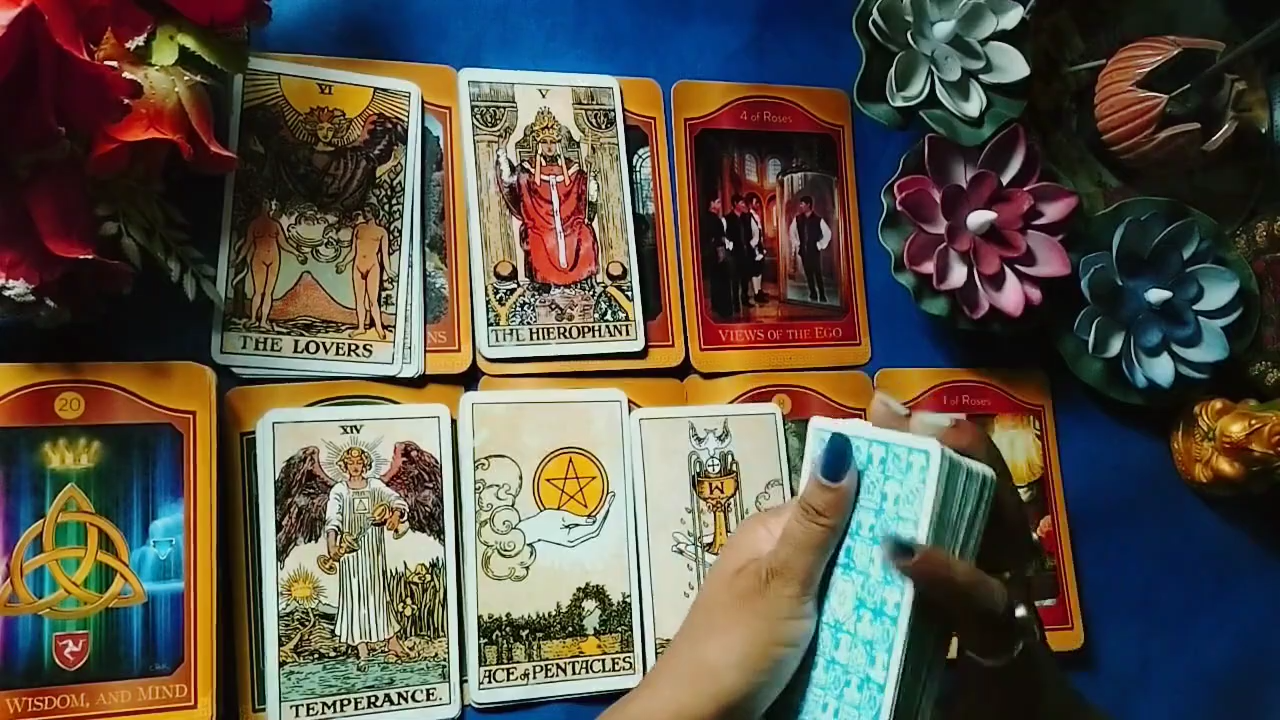 VI
THE LOVERS
NS
V
THE HIEROPHANT
4 of Roses
VIEWS OF THE EGO
20
WISDOM, AND MIND
XIV
TEMPERANCE.
ACE of PENTACLES.
8
1 of Roses